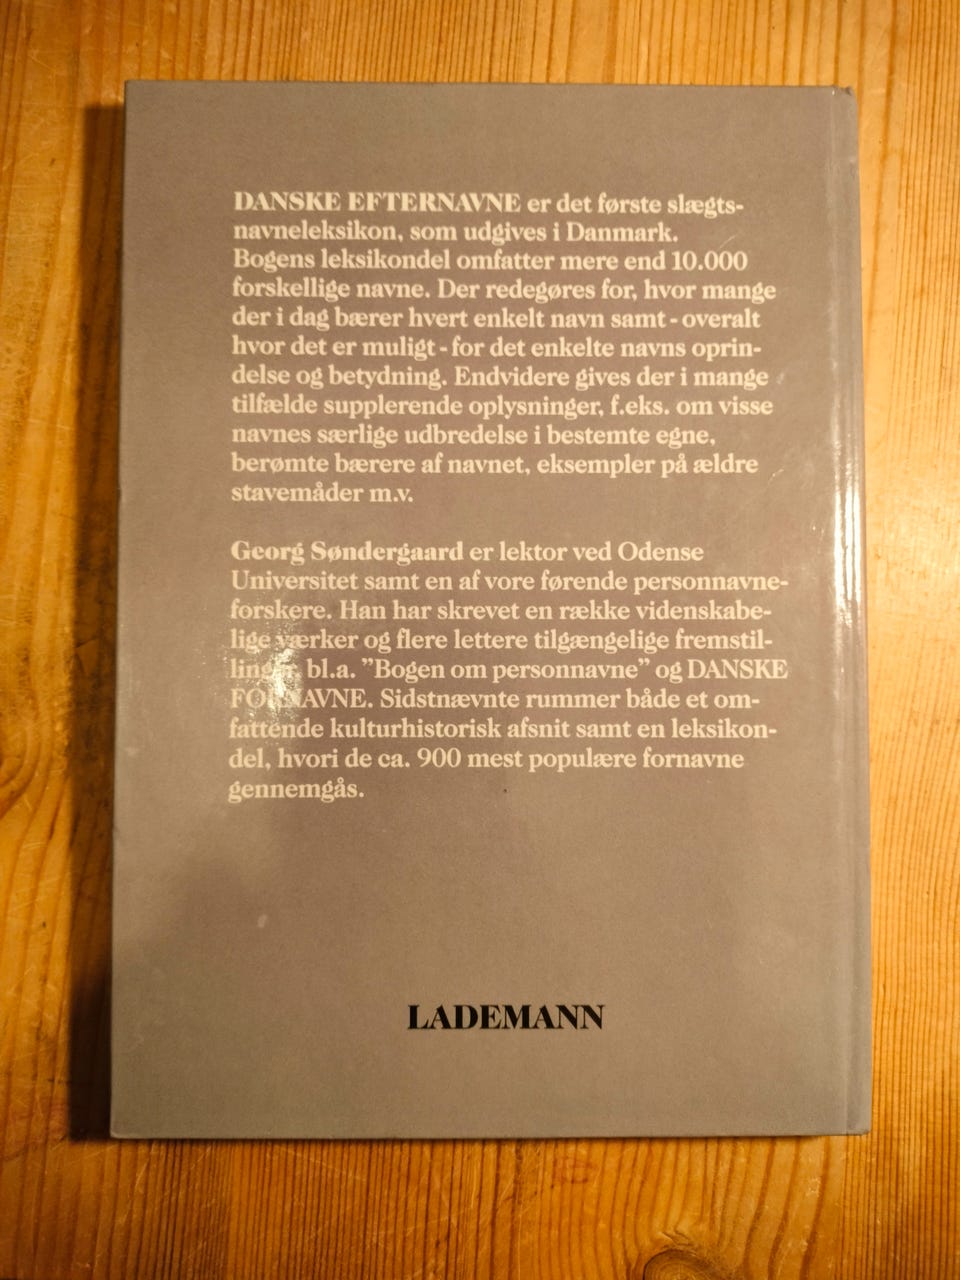 DANSKE EFTERNAVNE er det første slægts-
navneleksikon, som udgives i Danmark.
Bogens leksikondel omfatter mere end 10.000
forskellige navne. Der redegøres for, hvor mange
der i dag bærer hvert enkelt navn samt - overalt
hvor det er muligt - for det enkelte navns oprin-
delse og betydning. Endvidere gives der i mange
tilfælde supplerende oplysninger, f.eks. om visse
navnes særlige udbredelse i bestemte egne,
berømte bærere af navnet, eksempler på ældre
stavemåder m.v.
Georg Søndergaard er lektor ved Odense
Universitet samt en af vore førende personnavne-
forskere. Han har skrevet en række videnskabe-
lige værker og flere lettere tilgængelige fremstil-
linger, bl.a. "Bogen om personnavne" og DANSKE
FORNAVNE. Sidstnævnte rummer både et om-
fattende kulturhistorisk afsnit samt en leksikon-
del, hvori de ca. 900 mest populære fornavne
gennemgås.
LADEMANN